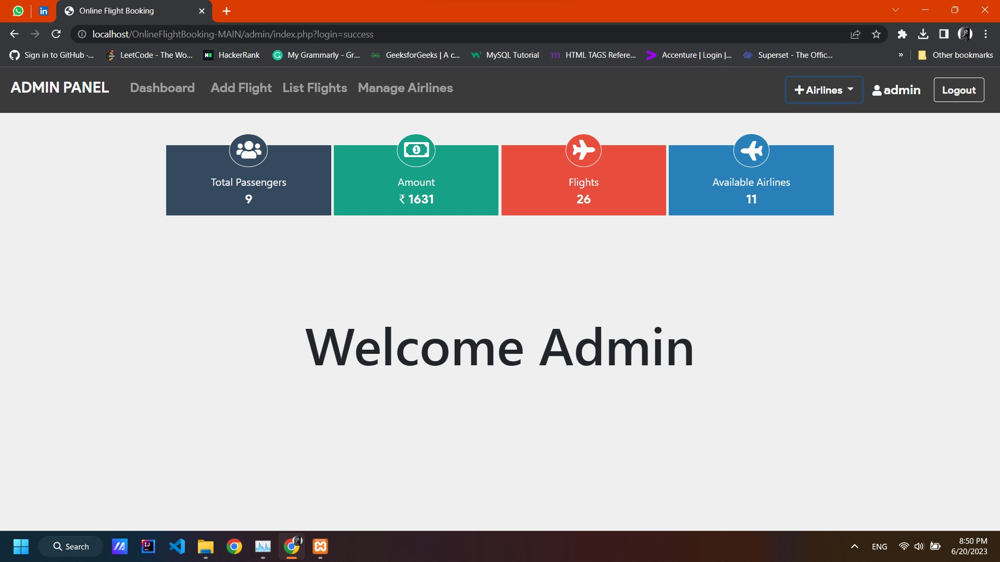 Online Flight Booking
localhost/OnlineFlightBooking-MAIN/admin/index.php?login=success
Sign in to GitHub ·... LeetCode - The Wo... HackerRank My Grammarly - Gr... GeeksforGeeks | A c... MySQL Tutorial HTML TAGS Refere... Accenture | Login |... Superset - The Offic... » Other bookmarks
ADMIN PANEL Dashboard Add Flight List Flights Manage Airlines Airlines admin Logout
Total Passengers Amount Flights Available Airlines
9 ₹ 1631 26 11
Welcome Admin
Search ENG 8:50 PM
6/20/2023